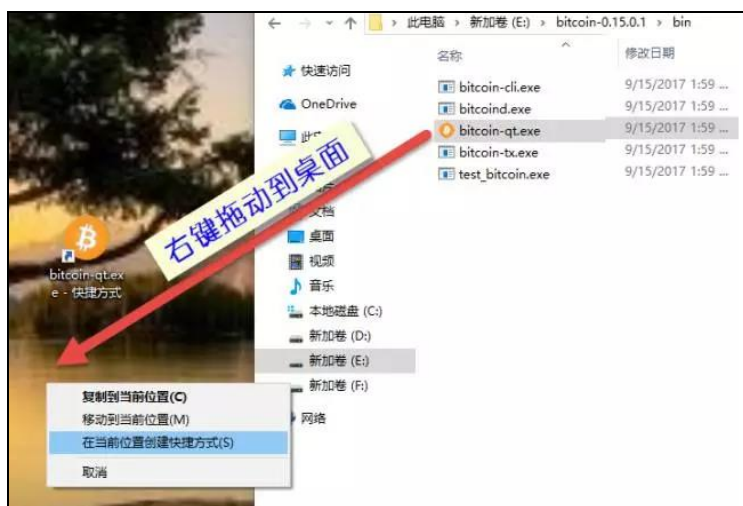 此电脑 › 新加卷 (E:) › bitcoin-0.15.0.1 › bin
名称 修改日期
快速访问
bitcoin-cli.exe 9/15/2017 1:59 ...
OneDrive
bitcoind.exe 9/15/2017 1:59 ...
bitcoin-qt.exe 9/15/2017 1:59 ...
bitcoin-tx.exe 9/15/2017 1:59 ...
test_bitcoin.exe 9/15/2017 1:59 ...
右键拖动到桌面
文档
桌面
视频
音乐
本地磁盘 (C:)
新加卷 (D:)
新加卷 (E:)
新加卷 (F:)
网络
bitcoin-qt.ex
e - 快捷方式
复制到当前位置(C)
移动到当前位置(M)
在当前位置创建快捷方式(S)
取消